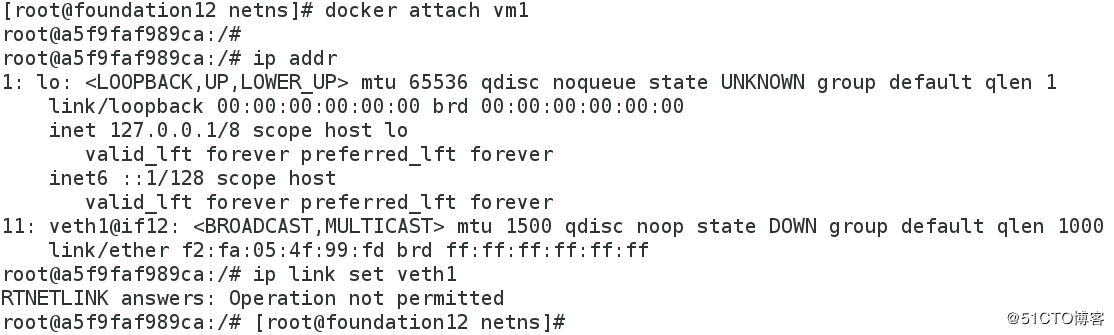 [root@foundation12 netns]# docker attach vm1
root@a5f9faf989ca:/#
root@a5f9faf989ca:/# ip addr
1: lo: <LOOPBACK,UP,LOWER_UP> mtu 65536 qdisc noqueue state UNKNOWN group default qlen 1
    link/loopback 00:00:00:00:00:00 brd 00:00:00:00:00:00
    inet 127.0.0.1/8 scope host lo
       valid_lft forever preferred_lft forever
    inet6 ::1/128 scope host
       valid_lft forever preferred_lft forever
11: veth1@if12: <BROADCAST,MULTICAST> mtu 1500 qdisc noop state DOWN group default qlen 1000
    link/ether f2:fa:05:4f:99:fd brd ff:ff:ff:ff:ff:ff
root@a5f9faf989ca:/# ip link set veth1
RTNETLINK answers: Operation not permitted
root@a5f9faf989ca:/# [root@foundation12 netns]#
@51CTO博客